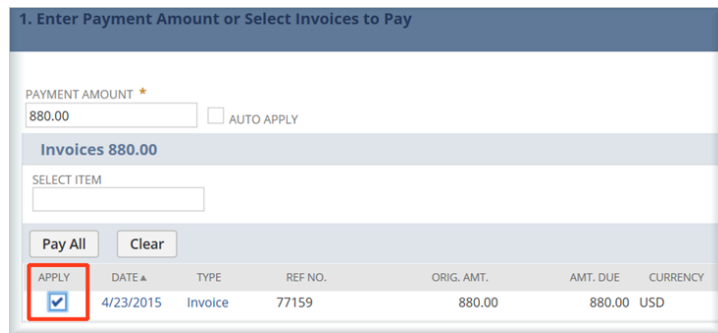 1. Enter Payment Amount or Select Invoices to Pay
PAYMENT AMOUNT *
880.00
AUTO APPLY
Invoices 880.00
SELECT ITEM
Pay All Clear
APPLY DATE▲ TYPE REF NO. ORIG. AMT. AMT. DUE CURRENCY
4/23/2015 Invoice 77159 880.00 880.00 USD